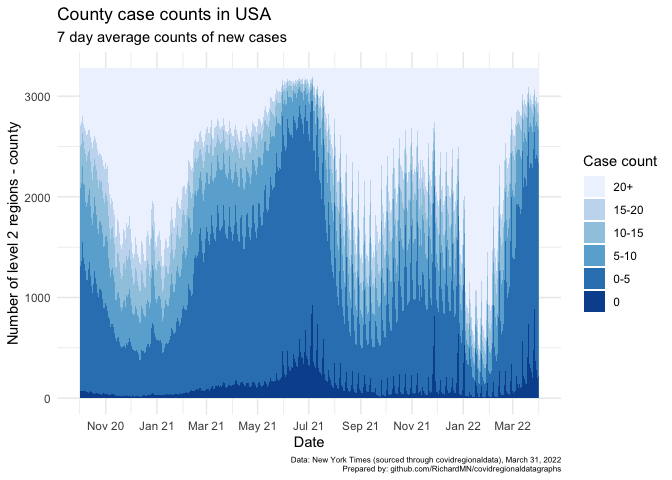 County case counts in USA
7 day average counts of new cases
Number of level 2 regions - county
3000
2000
1000
0
Nov 20 Jan 21 Mar 21 May 21 Jul 21 Sep 21 Nov 21 Jan 22 Mar 22
Date
Case count
20+
15-20
10-15
5-10
0-5
0
Data: New York Times (sourced through covidregionaldata), March 31, 2022
Prepared by: github.com/RichardMN/covidregionaldatagraphs